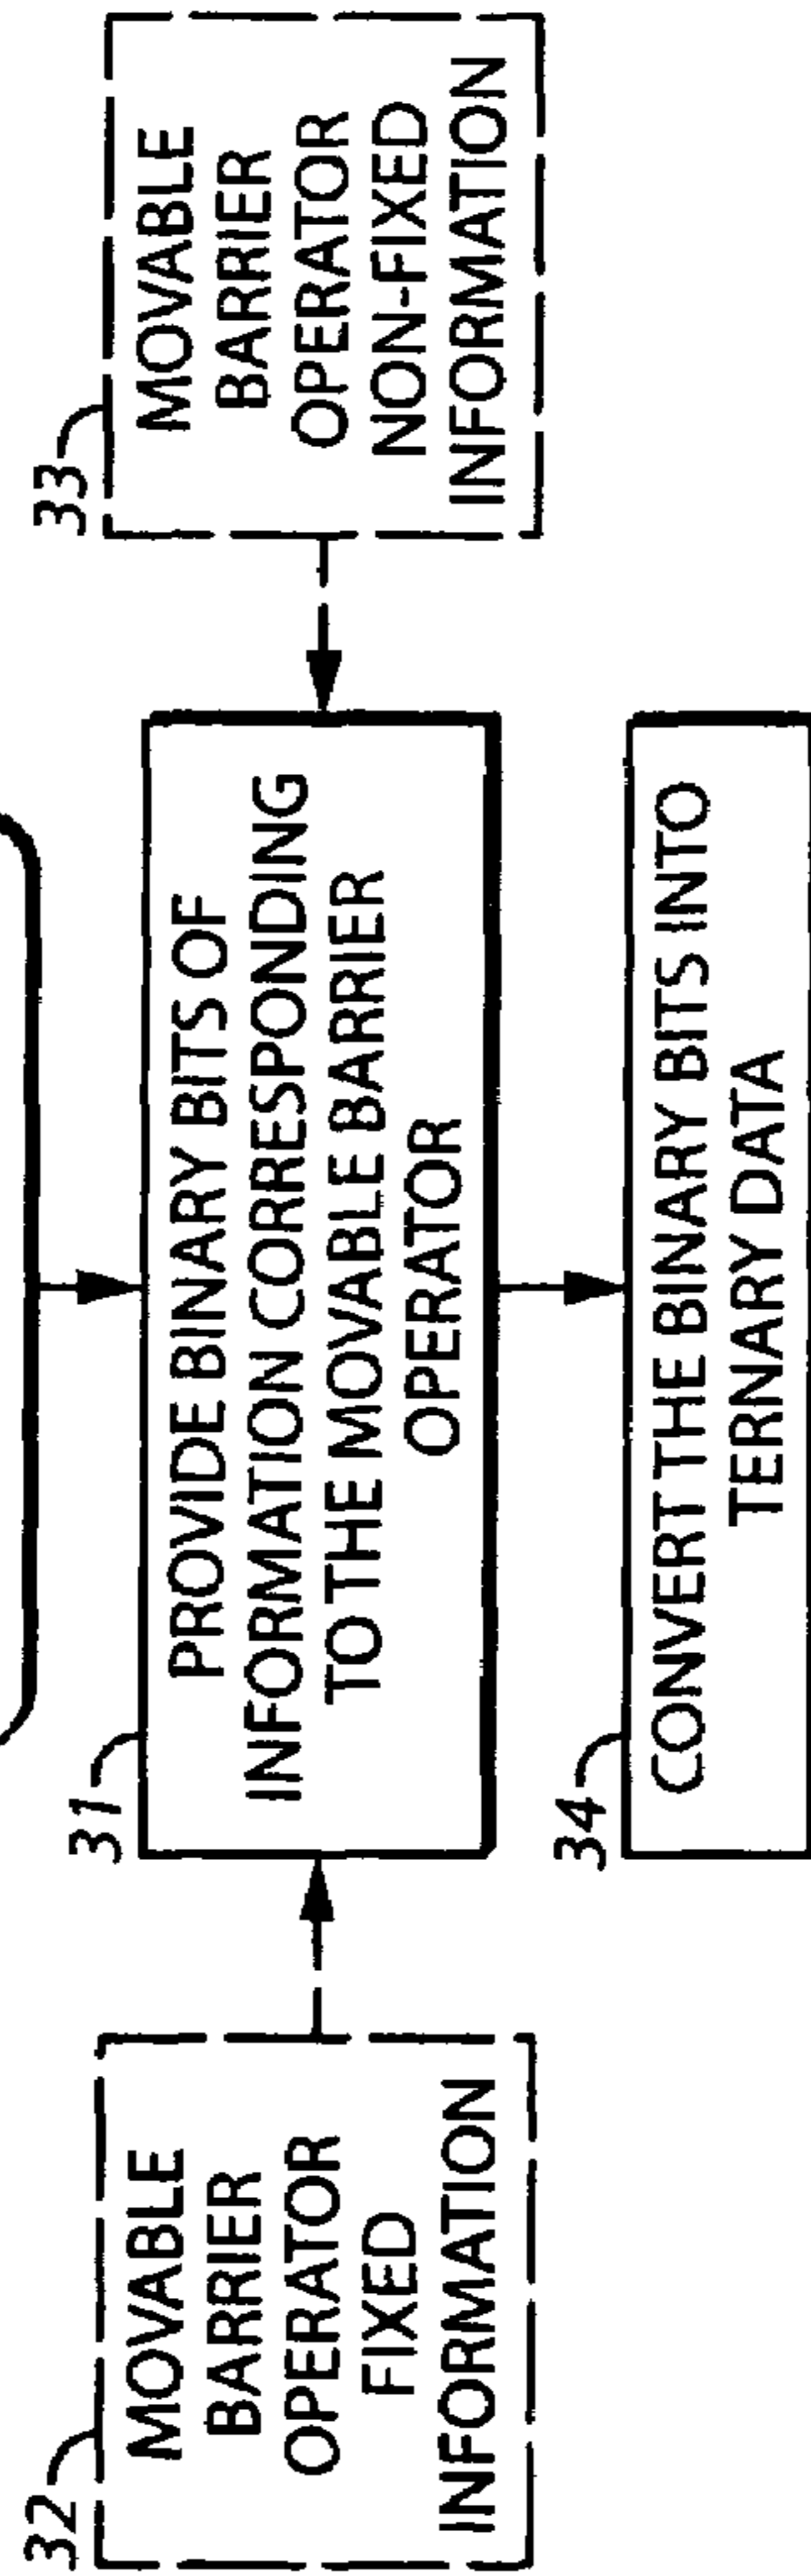 32
MOVABLE
BARRIER
OPERATOR
FIXED
INFORMATION
31
PROVIDE BINARY BITS OF
INFORMATION CORRESPONDING
TO THE MOVABLE BARRIER
OPERATOR
33
MOVABLE
BARRIER
OPERATOR
NON-FIXED
INFORMATION
34
CONVERT THE BINARY BITS INTO
TERNARY DATA